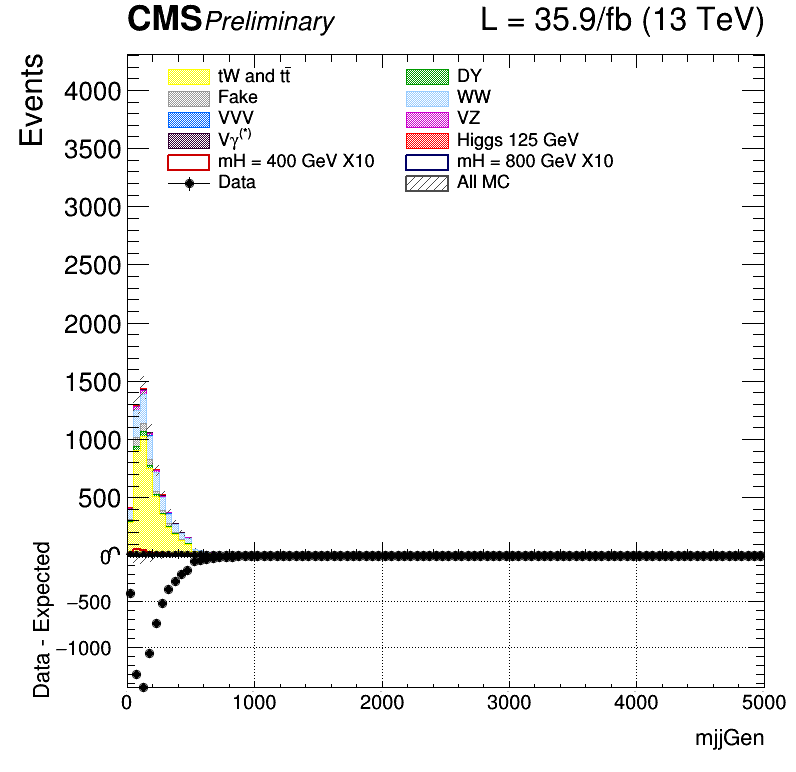 CMS Preliminary L = 35.9/fb (13 TeV)
Events
4000
3500
3000
2500
2000
1500
1000
500
0
tW and tt̄ DY
Fake WW
VVV VZ
Vγ(*) Higgs 125 GeV
mH = 400 GeV X10 mH = 800 GeV X10
Data All MC
Data - Expected
0
−500
−1000
0 1000 2000 3000 4000 5000
mjjGen